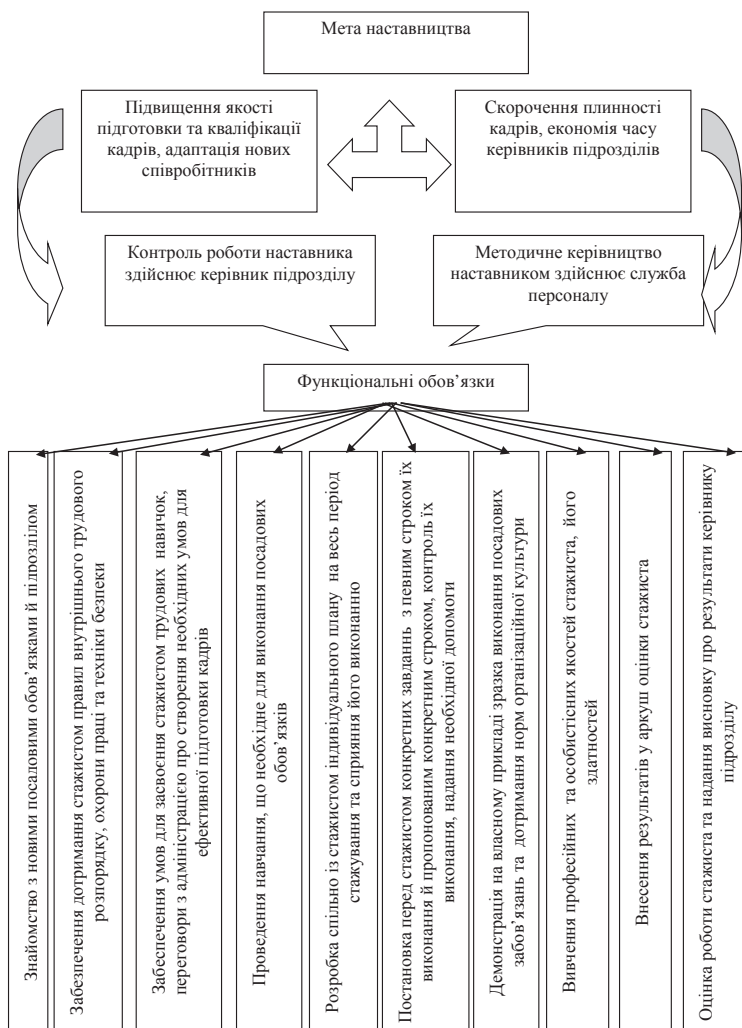 Мета наставництва
Підвищення якості
підготовки та кваліфікації
кадрів, адаптація нових
співробітників
Скорочення плинності
кадрів, економія часу
керівників підрозділів
Контроль роботи наставника
здійснює керівник підрозділу
Методичне керівництво
наставником здійснює служба
персоналу
Функціональні обов’язки
Знайомство з новими посадовими обов’язками й підрозділом
Забезпечення дотримання стажистом правил внутрішнього трудового
розпорядку, охорони праці та техніки безпеки
Забезпечення умов для засвоєння стажистом трудових навичок,
переговори з адміністрацією про створення необхідних умов для
ефективної підготовки кадрів
Проведення навчання, що необхідне для виконання посадових
обов’язків
Розробка спільно із стажистом індивідуального плану на весь період
стажування та сприяння його виконанню
Постановка перед стажистом конкретних завданнь з певним строком їх
виконання й пропонованим конкретним строком, контроль їх
виконання, надання необхідної допомоги
Демонстрація на власному прикладі зразка виконання посадових
забов’язань та дотримання норм організаційної культури
Вивчення професійних та особистісних якостей стажиста, його
здатностей
Внесення результатів у аркуш оцінки стажиста
Оцінка роботи стажиста та надання висновку про результати керівнику
підрозділу